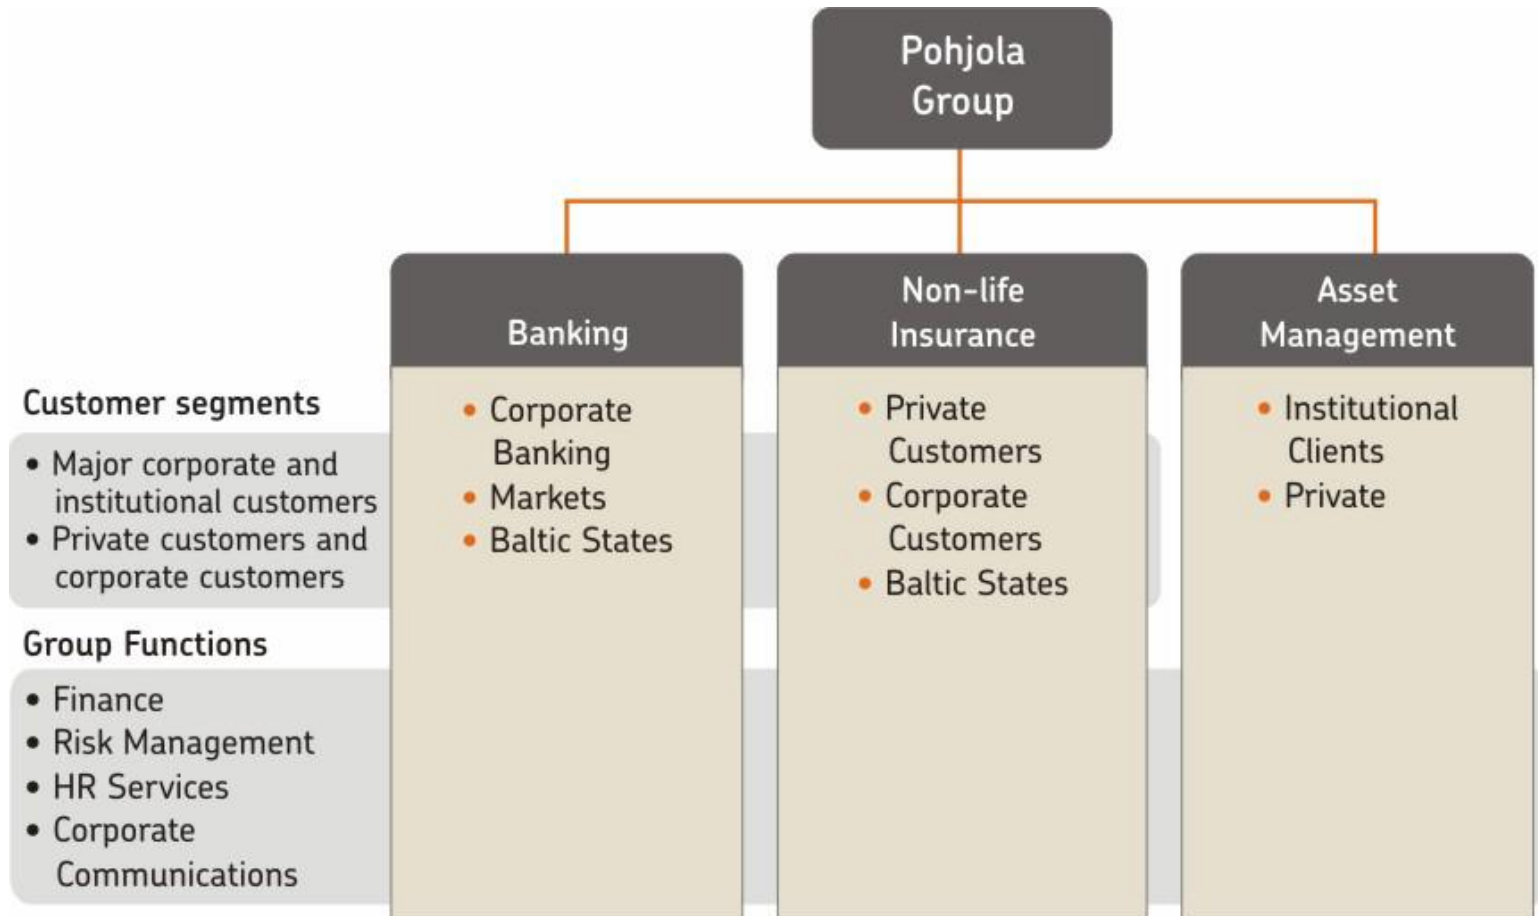 Pohjola
Group
Banking
Non-life
Insurance
Asset
Management
Customer segments
• Major corporate and
institutional customers
• Private customers and
corporate customers
Group Functions
• Finance
• Risk Management
• HR Services
• Corporate
Communications
• Corporate
Banking
• Markets
• Baltic States
• Private
Customers
• Corporate
Customers
• Baltic States
• Institutional
Clients
• Private